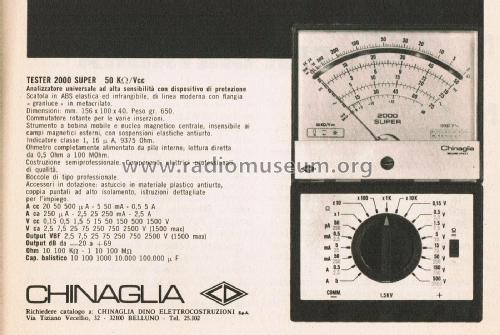 TESTER 2000 SUPER 50 KΩ/Vcc
Analizzatore universale ad alta sensibilità con dispositivo di protezione
Scatola in ABS elastica ed infrangibile, di linea moderna con flangia
« granluce » in metacrilato.
Dimensioni: mm. 156 x 100 x 40. Peso gr. 650.
Commutatore rotante per le varie inserzioni.
Strumento a bobina mobile e nucleo magnetico centrale, insensibile ai
campi magnetici esterni, con sospensioni elastiche antiurto.
Indicatore classe 1, 16 µ A, 9375 Ohm.
Ohmetro completamente alimentato da pile interne, lettura diretta
da 0,5 Ohm a 100 MOhm.
Costruzione semiprofessionale. Componenti elettrici professionali
di qualità.
www.radiomuseum.org
Boccole di tipo professionale.
Accessori in dotazione: astuccio in materiale plastico antiurto,
coppia puntali ad alto isolamento, istruzioni dettagliate
per l'impiego.
A cc 20 50 500 µ A - 5 50 mA - 0,5 5 A
A ca 250 µ A - 2,5 25 250 mA - 2,5 A
V cc 0,15 0,5 1,5 5 15 50 150 500 1500 V
V ca 2,5 7,5 25 75 250 750 2500 V (1500 max)
Output VBF 2,5 7,5 25 75 250 750 2500 V (1500 max)
Output dB da —20 a + 69
Ohm 10 100 KΩ - 1 10 100 MΩ
Cap. balistico 10 100 1000 10.000 100.000 µ F
CHINAGLIA
CD
Richiedere catalogo a: CHINAGLIA DINO ELETTROCOSTRUZIONI S.p.A.
Via Tiziano Vecellio, 32 - 32100 BELLUNO - Tel. 25.102
2000
SUPER
Chinaglia
Ω
x 100 x 1K x 10K
0,15 V
COMM.
1,5KV